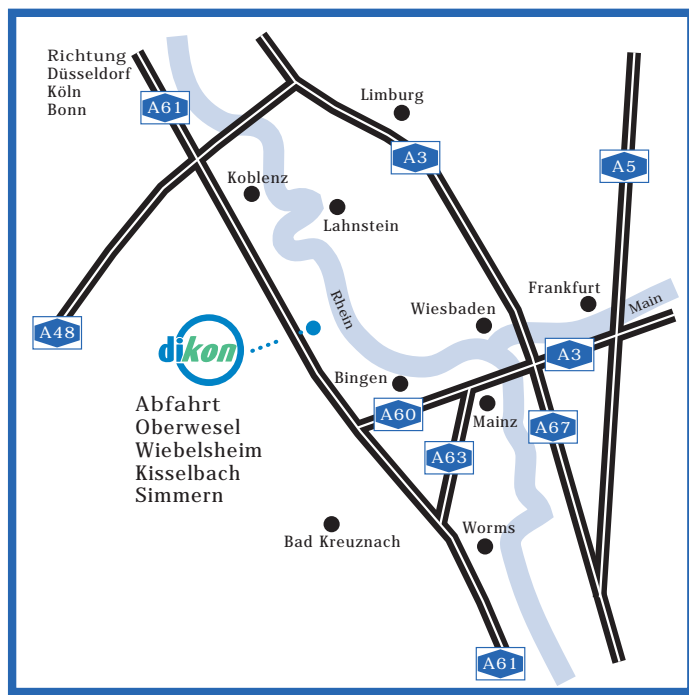 Richtung
Düsseldorf
Köln
Bonn
A61
Limburg
A3
A5
Koblenz
Lahnstein
Rhein
Frankfurt
Main
Wiesbaden
A48
dikon
A3
Bingen
Abfahrt
Oberwesel
Wiebelsheim
Kisselbach
Simmern
A60
Mainz
A67
A63
Worms
Bad Kreuznach
A61